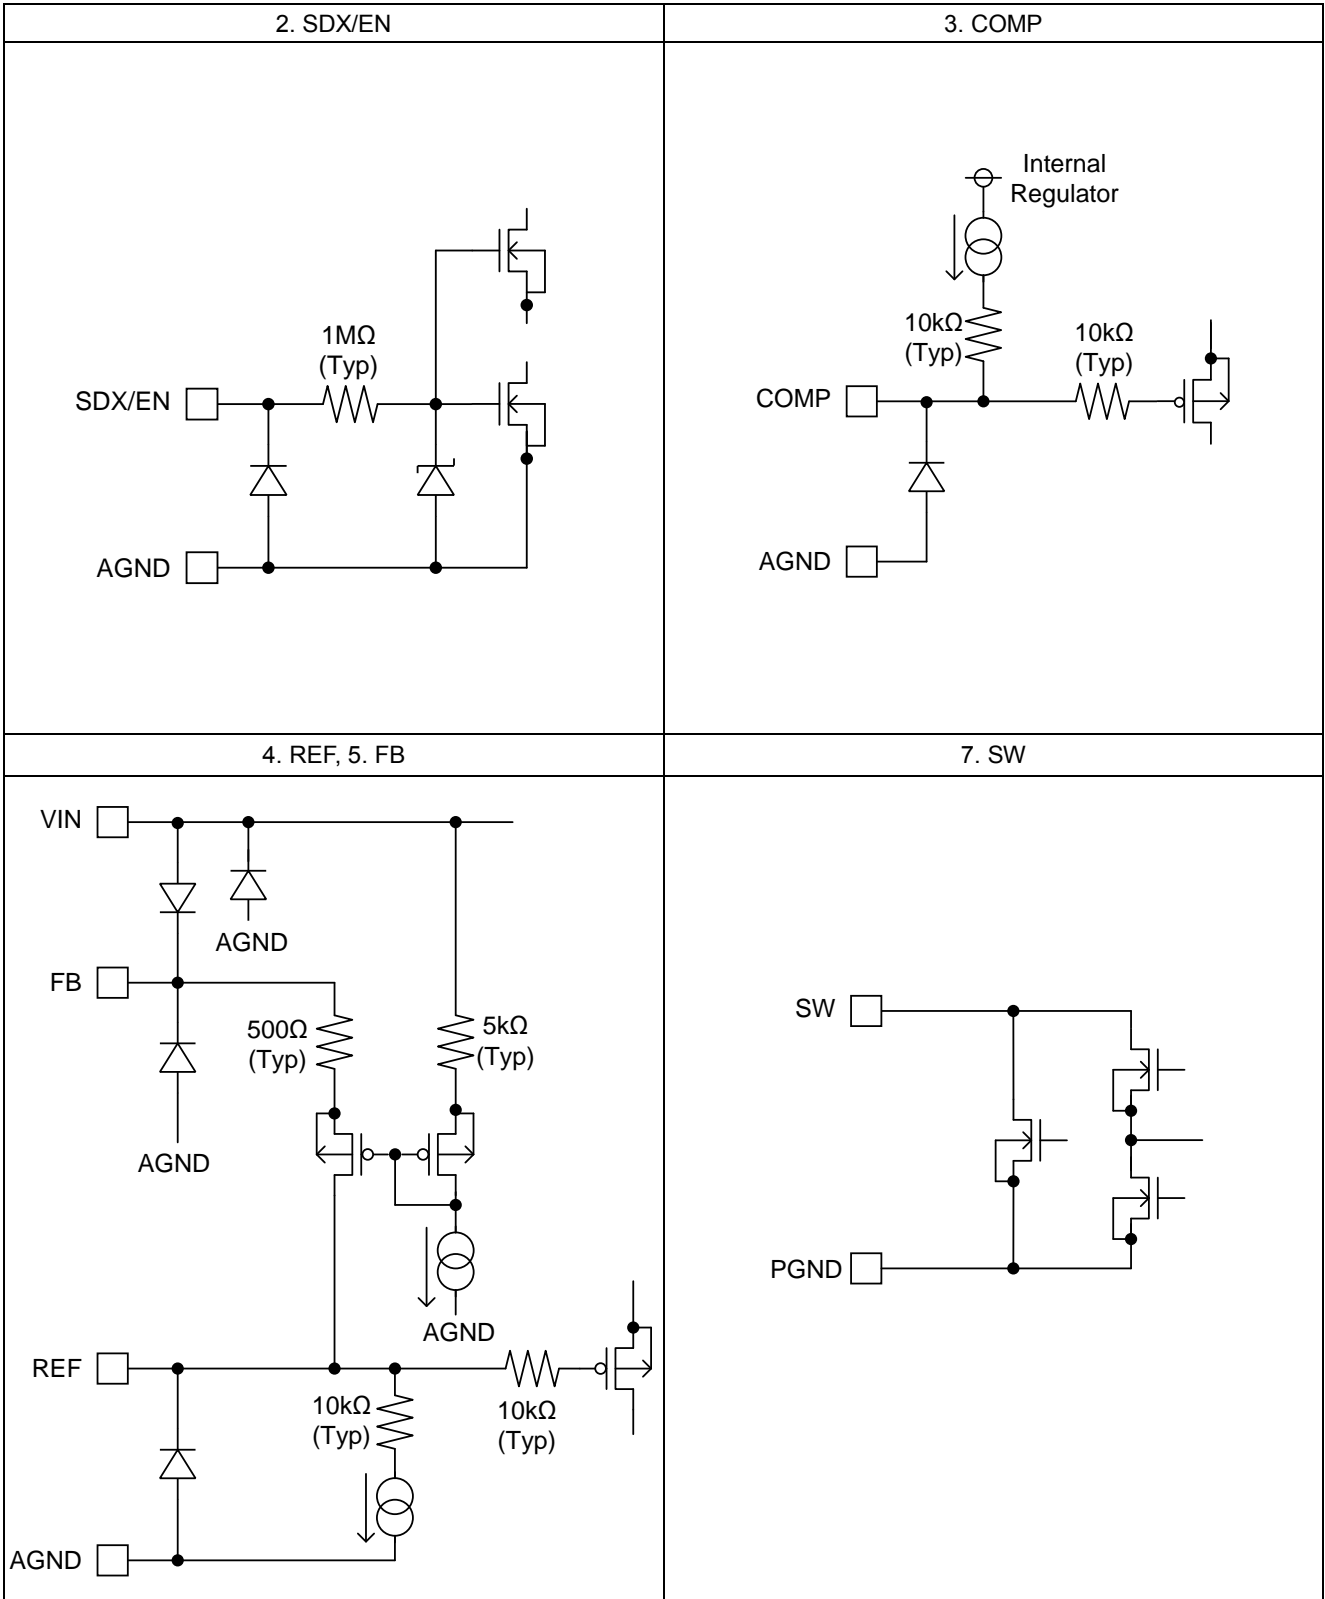 2. SDX/EN
3. COMP
1MΩ
(Typ)
SDX/EN
AGND
Internal
Regulator
10kΩ
(Typ)
10kΩ
(Typ)
COMP
AGND
4. REF, 5. FB
7. SW
VIN
AGND
FB
500Ω
(Typ)
5kΩ
(Typ)
AGND
AGND
REF
10kΩ
(Typ)
10kΩ
(Typ)
AGND
SW
PGND